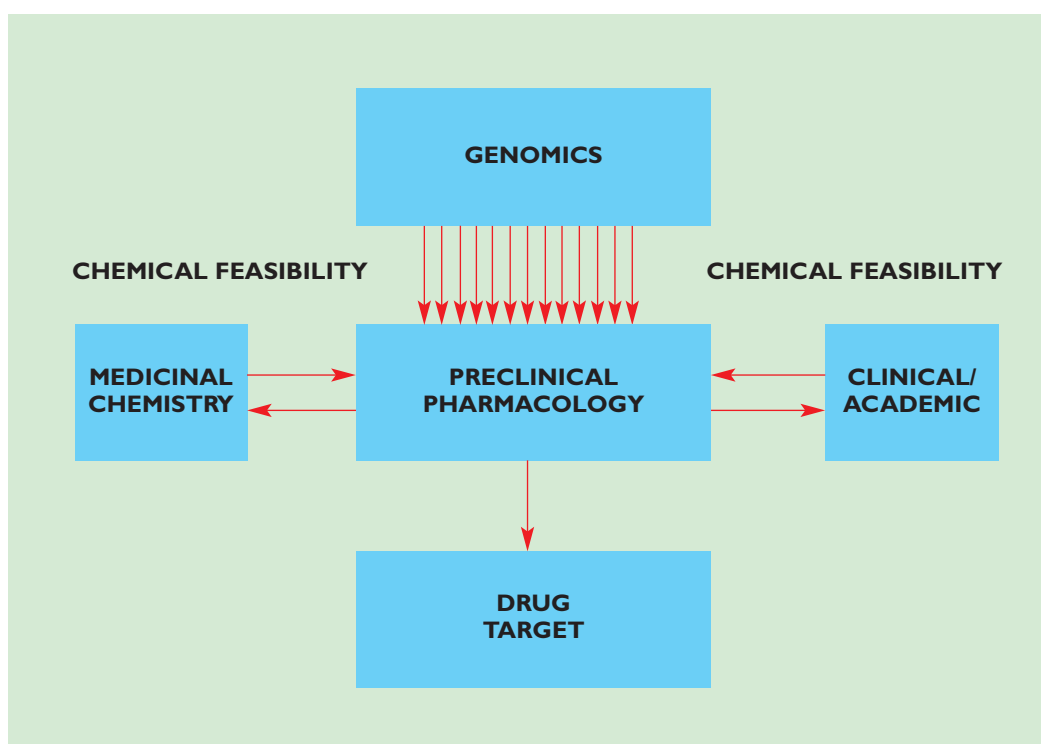 GENOMICS
CHEMICAL FEASIBILITY
CHEMICAL FEASIBILITY
MEDICINAL
CHEMISTRY
PRECLINICAL
PHARMACOLOGY
CLINICAL/
ACADEMIC
DRUG
TARGET